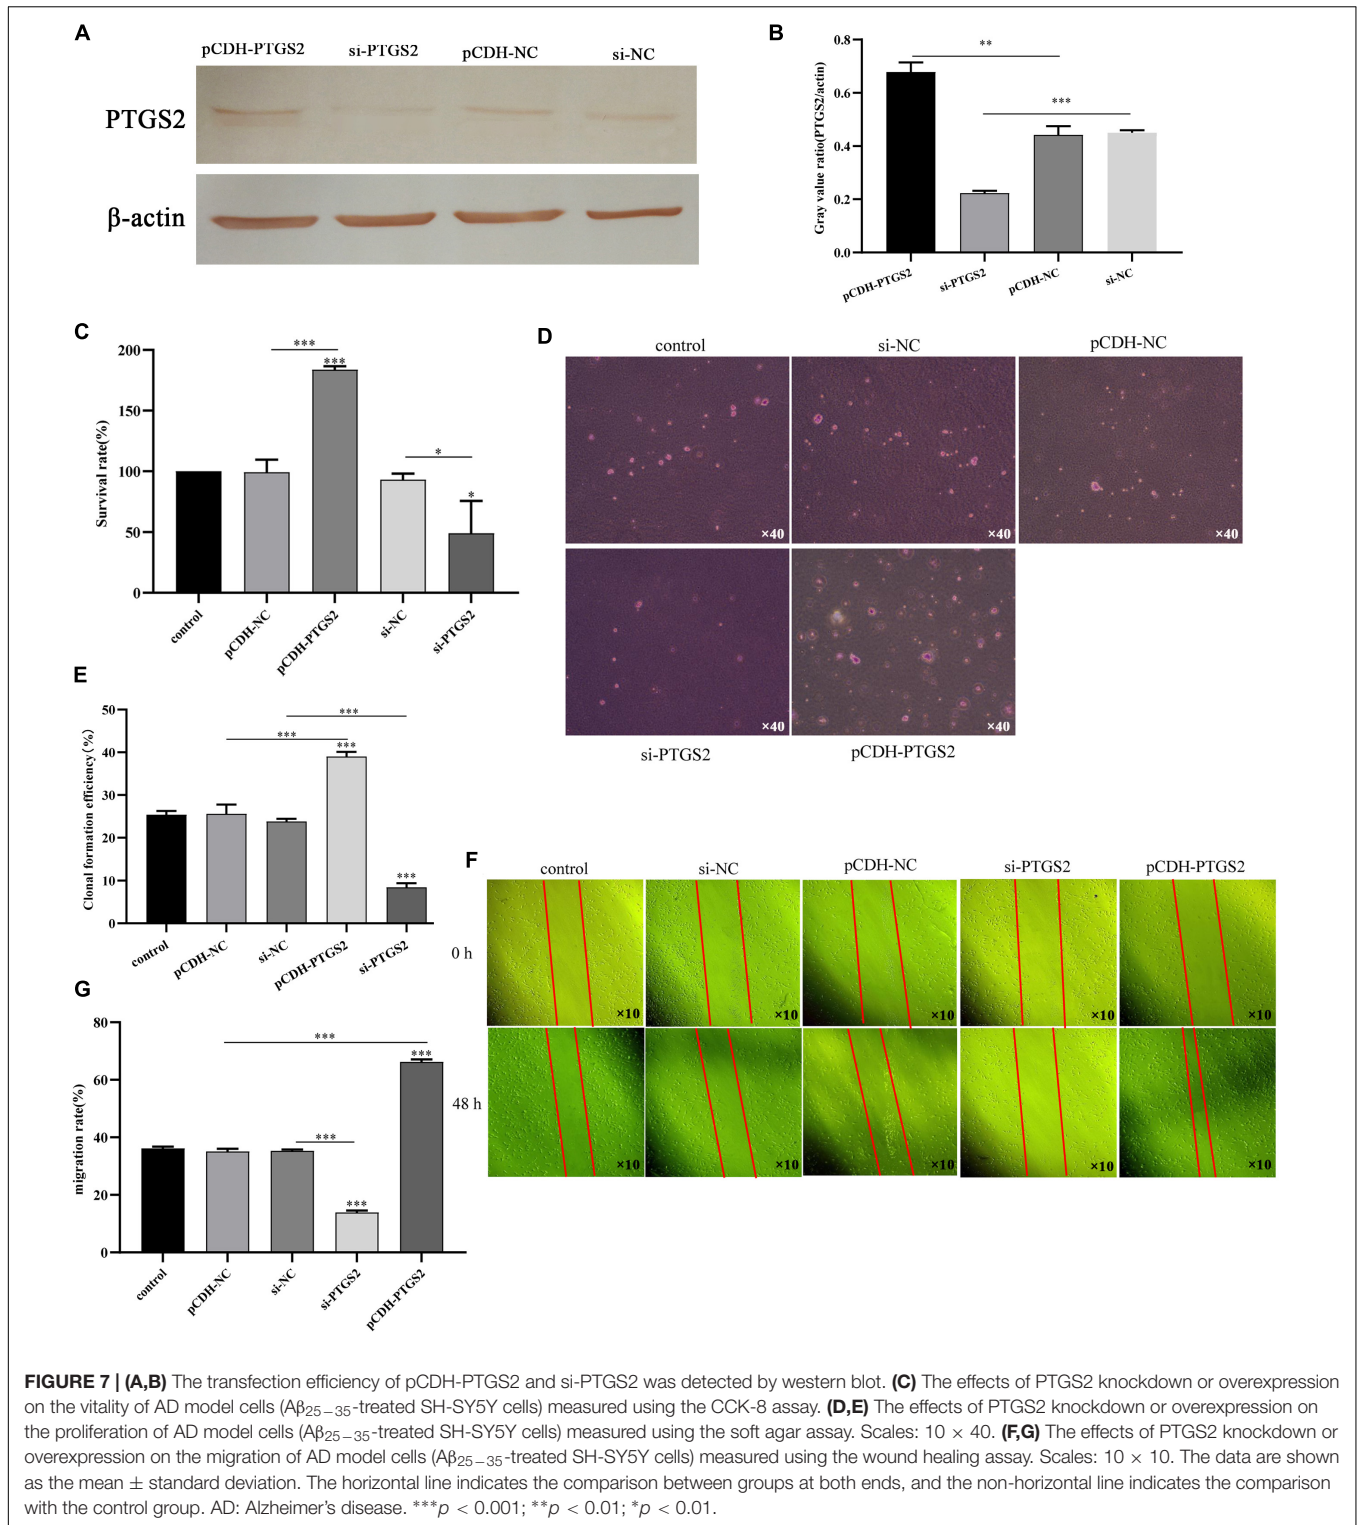 A
pCDH-PTGS2 si-PTGS2 pCDH-NC si-NC
PTGS2
β-actin
B
Gray value ratio(PTGS2/actin)
0.8
0.6
0.4
0.2
0.0
**
***
pCDH-PTGS2 si-PTGS2 pCDH-NC si-NC
C
Survival rate(%)
200
150
100
50
0
***
***
*
*
control pCDH-NC pCDH-PTGS2 si-NC si-PTGS2
D
control si-NC pCDH-NC
×40 ×40 ×40
×40 ×40
si-PTGS2 pCDH-PTGS2
E
Clonal formation efficiency(%)
50
40
30
20
10
0
***
***
***
***
control pCDH-NC si-NC pCDH-PTGS2 si-PTGS2
F
control si-NC pCDH-NC si-PTGS2 pCDH-PTGS2
0 h
×10 ×10 ×10 ×10 ×10
48 h
×10 ×10 ×10 ×10 ×10
G
migration rate(%)
80
60
40
20
0
***
***
***
***
control pCDH-NC si-NC si-PTGS2 pCDH-PTGS2
FIGURE 7 | (A,B) The transfection efficiency of pCDH-PTGS2 and si-PTGS2 was detected by western blot. (C) The effects of PTGS2 knockdown or overexpression
on the vitality of AD model cells (Aβ25−35-treated SH-SY5Y cells) measured using the CCK-8 assay. (D,E) The effects of PTGS2 knockdown or overexpression on
the proliferation of AD model cells (Aβ25−35-treated SH-SY5Y cells) measured using the soft agar assay. Scales: 10 × 40. (F,G) The effects of PTGS2 knockdown or
overexpression on the migration of AD model cells (Aβ25−35-treated SH-SY5Y cells) measured using the wound healing assay. Scales: 10 × 10. The data are shown
as the mean ± standard deviation. The horizontal line indicates the comparison between groups at both ends, and the non-horizontal line indicates the comparison
with the control group. AD: Alzheimer's disease. ***p < 0.001; **p < 0.01; *p < 0.01.